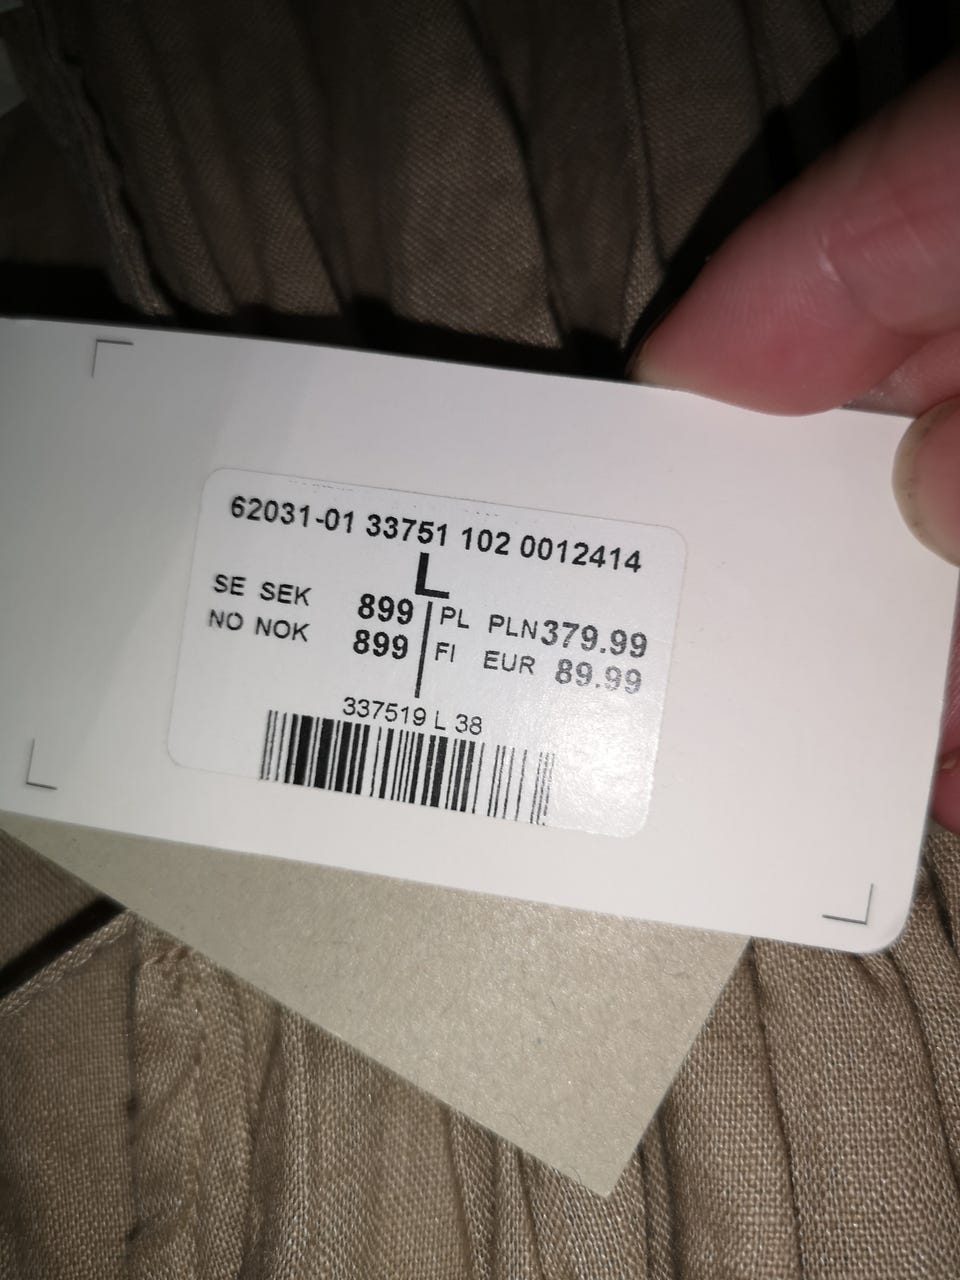 62031-01 33751 102 0012414
L
SE SEK 899 PL PLN 379.99
NO NOK 899 FI EUR 89.99
337519 L 38